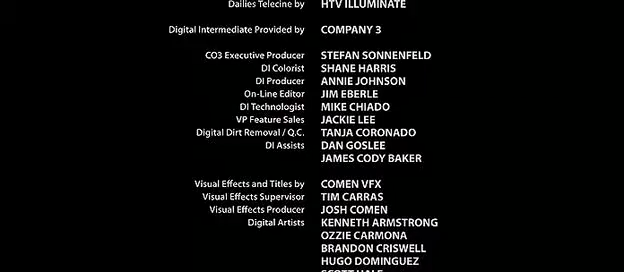 Dailies Telecine by HTV ILLUMINATE
Digital Intermediate Provided by COMPANY 3
CO3 Executive Producer STEFAN SONNENFELD
DI Colorist SHANE HARRIS
DI Producer ANNIE JOHNSON
On-Line Editor JIM EBERLE
DI Technologist MIKE CHIADO
VP Feature Sales JACKIE LEE
Digital Dirt Removal / Q.C. TANJA CORONADO
DI Assists DAN GOSLEE
JAMES CODY BAKER
Visual Effects and Titles by COMEN VFX
Visual Effects Supervisor TIM CARRAS
Visual Effects Producer JOSH COMEN
Digital Artists KENNETH ARMSTRONG
OZZIE CARMONA
BRANDON CRISWELL
HUGO DOMINGUEZ